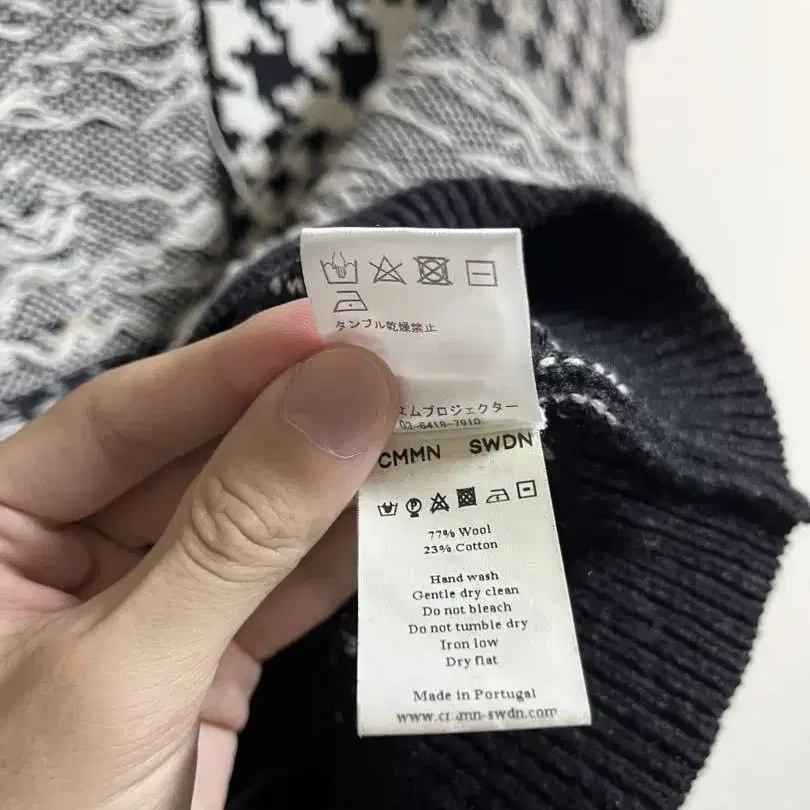 タンブル乾燥禁止
ェムプロジェクター
03-6418-7910
CMMN SWDN
77% Wool
23% Cotton
Hand wash
Gentle dry clean
Do not bleach
Do not tumble dry
Iron low
Dry flat
Made in Portugal
www.cmmn-swdn.com